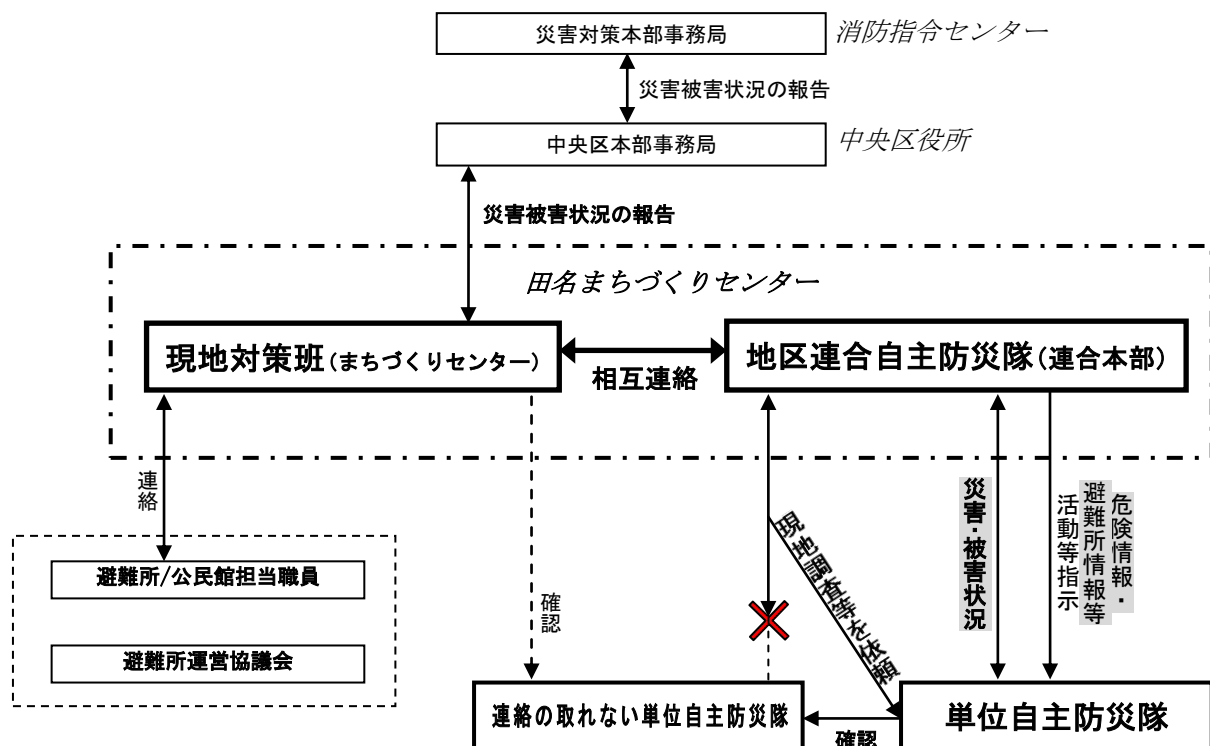 災害対策本部事務局
消防指令センター
災害被害状況の報告
中央区本部事務局
中央区役所
災害被害状況の報告
田名まちづくりセンター
現地対策班(まちづくりセンター)
相互連絡
地区連合自主防災隊(連合本部)
連絡
避難所/公民館担当職員
避難所運営協議会
確認
現地調査等を依頼
災害・被害状況
危険情報・
避難所情報等
活動等指示
連絡の取れない単位自主防災隊
確認
単位自主防災隊